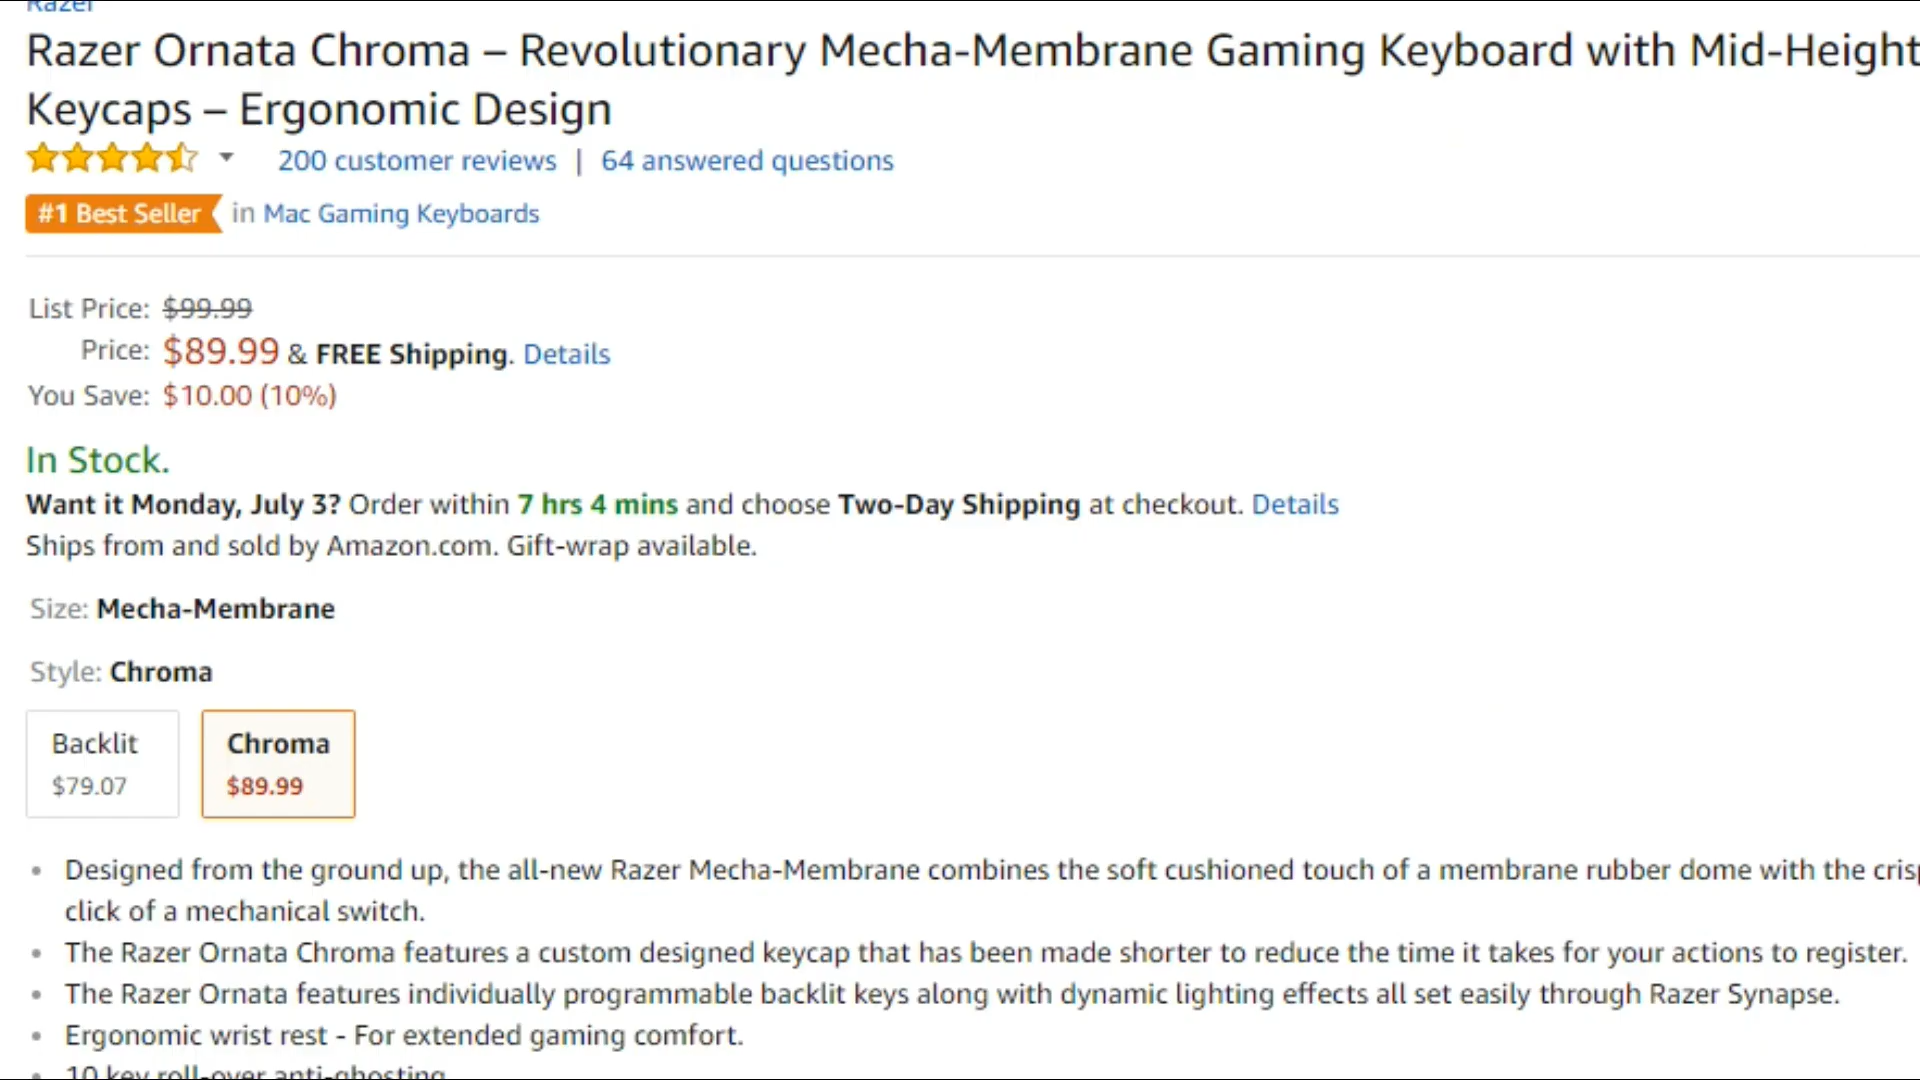 Razer
Razer Ornata Chroma – Revolutionary Mecha-Membrane Gaming Keyboard with Mid-Height
Keycaps – Ergonomic Design
200 customer reviews | 64 answered questions
#1 Best Seller in Mac Gaming Keyboards
List Price: $99.99
Price: $89.99 & FREE Shipping. Details
You Save: $10.00 (10%)
In Stock.
Want it Monday, July 3? Order within 7 hrs 4 mins and choose Two-Day Shipping at checkout. Details
Ships from and sold by Amazon.com. Gift-wrap available.
Size: Mecha-Membrane
Style: Chroma
Backlit Chroma
$79.07 $89.99
• Designed from the ground up, the all-new Razer Mecha-Membrane combines the soft cushioned touch of a membrane rubber dome with the crisp
click of a mechanical switch.
• The Razer Ornata Chroma features a custom designed keycap that has been made shorter to reduce the time it takes for your actions to register.
• The Razer Ornata features individually programmable backlit keys along with dynamic lighting effects all set easily through Razer Synapse.
• Ergonomic wrist rest - For extended gaming comfort.
• 10 key roll-over anti-ghosting